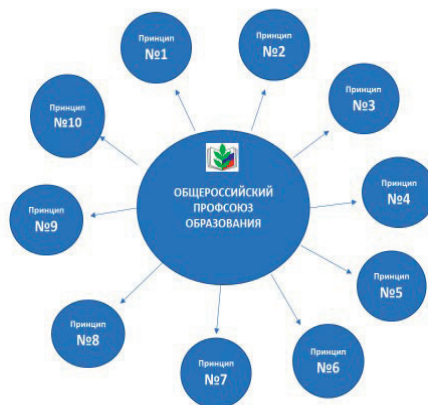 Принцип
№1
Принцип
№2
Принцип
№3
Принцип
№4
Принцип
№5
Принцип
№6
Принцип
№7
Принцип
№8
Принцип
№9
Принцип
№10
ОБЩЕРОССИЙСКИЙ
ПРОФСОЮЗ
ОБРАЗОВАНИЯ